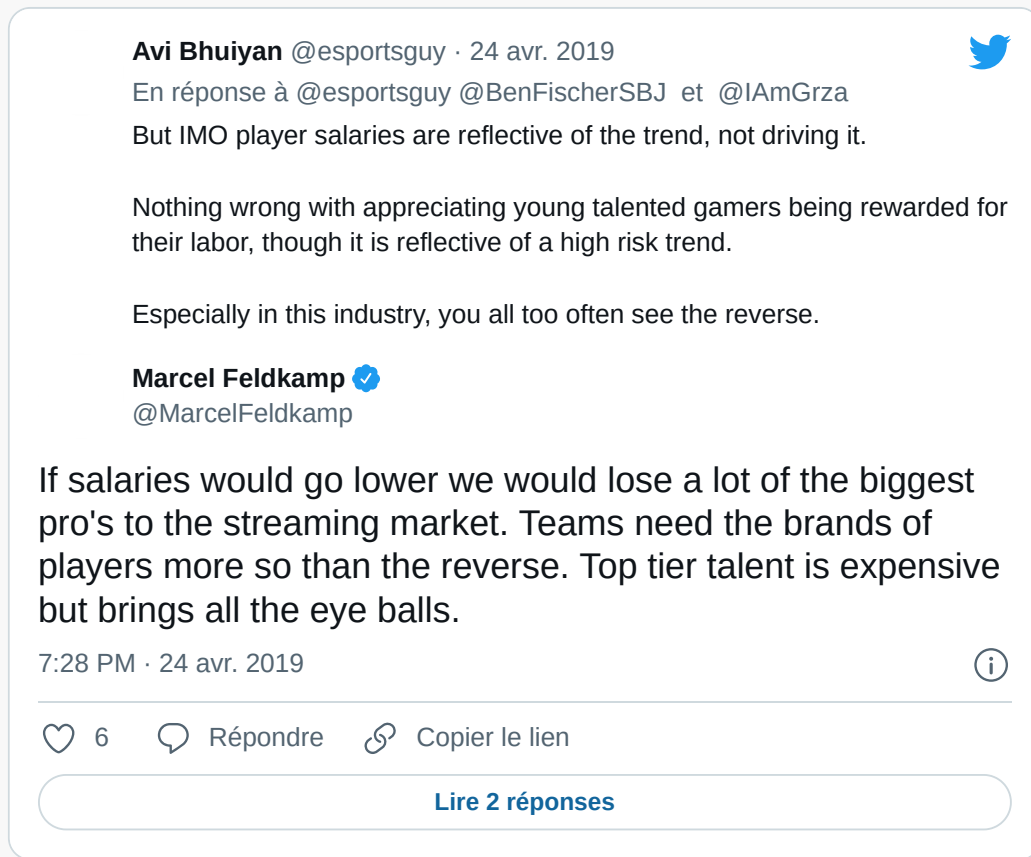 Avi Bhuiyan @esportsguy · 24 avr. 2019
En réponse à @esportsguy @BenFischerSBJ et @IAmGrza
But IMO player salaries are reflective of the trend, not driving it.
Nothing wrong with appreciating young talented gamers being rewarded for
their labor, though it is reflective of a high risk trend.
Especially in this industry, you all too often see the reverse.
Marcel Feldkamp
@MarcelFeldkamp
If salaries would go lower we would lose a lot of the biggest
pro's to the streaming market. Teams need the brands of
players more so than the reverse. Top tier talent is expensive
but brings all the eye balls.
7:28 PM · 24 avr. 2019
6 Répondre Copier le lien
Lire 2 réponses